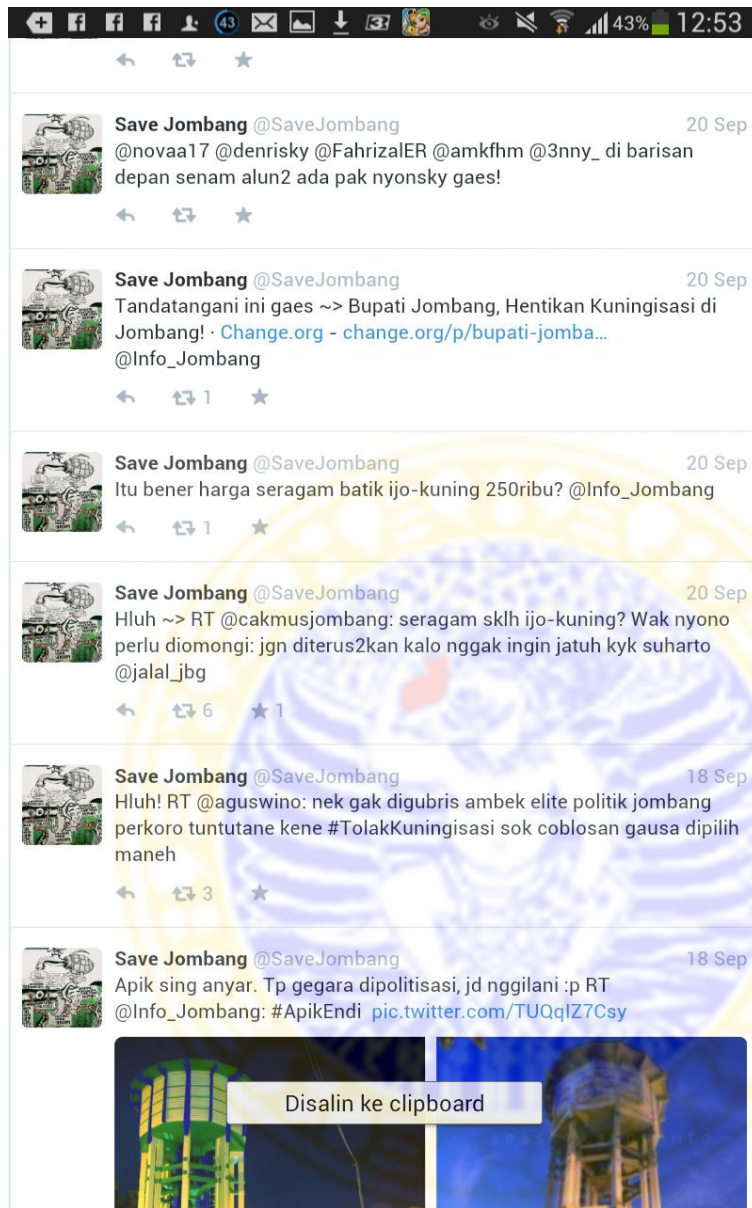 43
43% 12:53
Save Jombang @SaveJombang 20 Sep
@novaa17 @denrisky @FahrizalER @amkfhm @3nny_ di barisan
depan senam alun2 ada pak nyonsky gaes!
Save Jombang @SaveJombang 20 Sep
Tandatangani ini gaes ~> Bupati Jombang, Hentikan Kuningisasi di
Jombang! · Change.org - change.org/p/bupati-jomba...
@Info_Jombang
1
Save Jombang @SaveJombang 20 Sep
Itu bener harga seragam batik ijo-kuning 250ribu? @Info_Jombang
1
Save Jombang @SaveJombang 20 Sep
Hluh ~> RT @cakmusjombang: seragam sklh ijo-kuning? Wak nyono
perlu diomongi: jgn diterus2kan kalo nggak ingin jatuh kyk suharto
@jalal_jbg
6 1
Save Jombang @SaveJombang 18 Sep
Hluh! RT @aguswino: nek gak digubris ambek elite politik jombang
perkoro tuntutane kene #TolakKuningisasi sok coblosan gausa dipilih
maneh
3
Save Jombang @SaveJombang 18 Sep
Apik sing anyar. Tp gegara dipolitisasi, jd nggilani :p RT
@Info_Jombang: #ApikEndi pic.twitter.com/TUQqlZ7Csy
Disalin ke clipboard